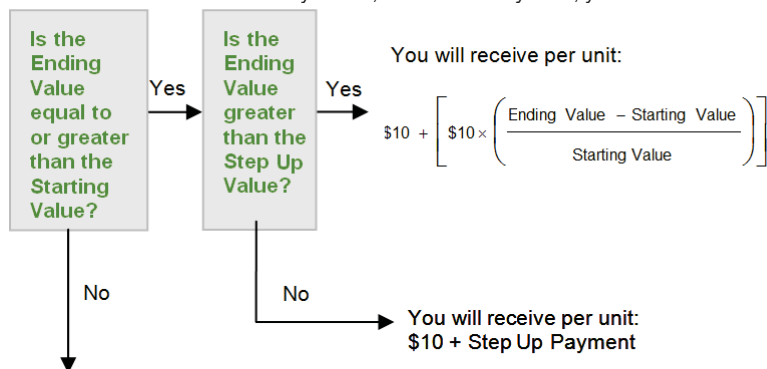 Is the
Ending
Value
equal to
or greater
than the
Starting
Value?
Yes
Is the
Ending
Value
greater
than the
Step Up
Value?
Yes
You will receive per unit:
$10 + [ $10 × ( Ending Value – Starting Value
Starting Value ) ]
No
No
You will receive per unit:
$10 + Step Up Payment